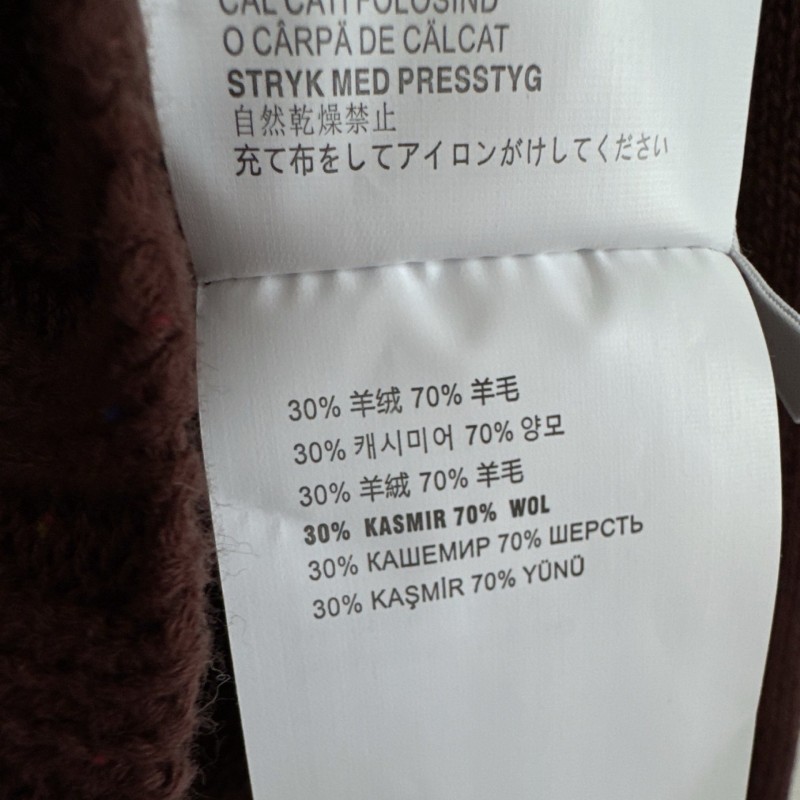 CĂLCAȚI FOLOSIND
O CÂRPĂ DE CĂLCAT
STRYK MED PRESSTYG
自然乾燥禁止
充て布をしてアイロンがけしてください
30% 羊绒 70% 羊毛
30% 캐시미어 70% 양모
30% 羊絨 70% 羊毛
30% KASMIR 70% WOL
30% КАШЕМИР 70% ШЕРСТЬ
30% KAŞMİR 70% YÜNÜ